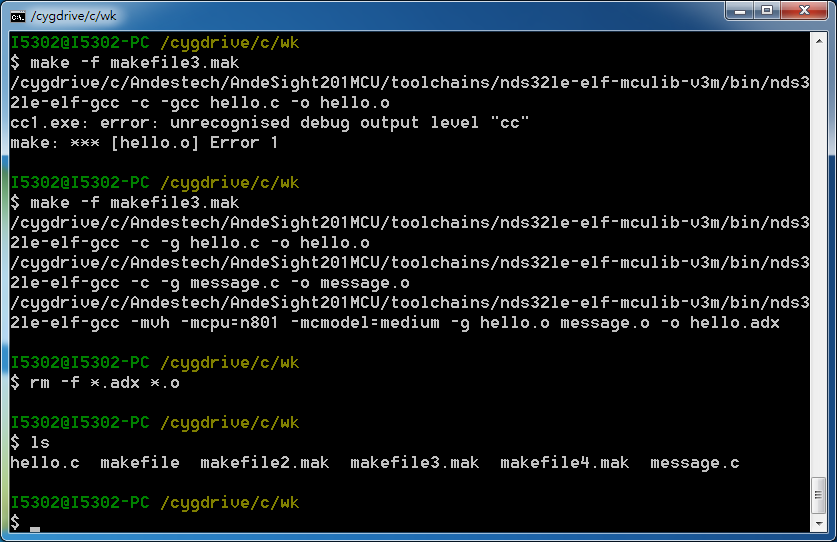 /cygdrive/c/wk
I5302@I5302-PC /cygdrive/c/wk
$ make -f makefile3.mak
/cygdrive/c/Andestech/AndeSight201MCU/toolchains/nds32le-elf-mculib-v3m/bin/nds3
2le-elf-gcc -c -gcc hello.c -o hello.o
cc1.exe: error: unrecognised debug output level "cc"
make: *** [hello.o] Error 1
I5302@I5302-PC /cygdrive/c/wk
$ make -f makefile3.mak
/cygdrive/c/Andestech/AndeSight201MCU/toolchains/nds32le-elf-mculib-v3m/bin/nds3
2le-elf-gcc -c -g hello.c -o hello.o
/cygdrive/c/Andestech/AndeSight201MCU/toolchains/nds32le-elf-mculib-v3m/bin/nds3
2le-elf-gcc -c -g message.c -o message.o
/cygdrive/c/Andestech/AndeSight201MCU/toolchains/nds32le-elf-mculib-v3m/bin/nds3
2le-elf-gcc -mvh -mcpu=n801 -mcmodel=medium -g hello.o message.o -o hello.adx
I5302@I5302-PC /cygdrive/c/wk
$ rm -f *.adx *.o
I5302@I5302-PC /cygdrive/c/wk
$ ls
hello.c  makefile  makefile2.mak  makefile3.mak  makefile4.mak  message.c
I5302@I5302-PC /cygdrive/c/wk
$